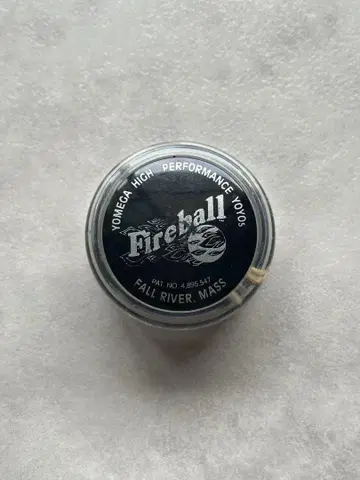 YOMEGA HIGH PERFORMANCE YOYOS
Fireball
PAT. NO. 4,895,547
FALL RIVER, MASS